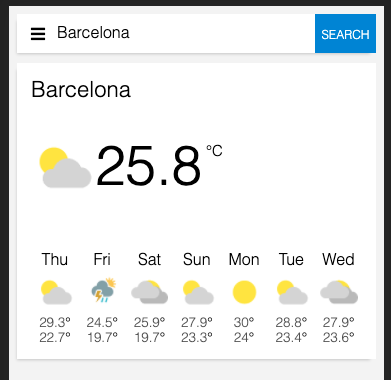 Barcelona SEARCH
Barcelona
25.8 °C
Thu Fri Sat Sun Mon Tue Wed
29.3° 24.5° 25.9° 27.9° 30° 28.8° 27.9°
22.7° 19.7° 19.7° 23.3° 24° 23.4° 23.6°